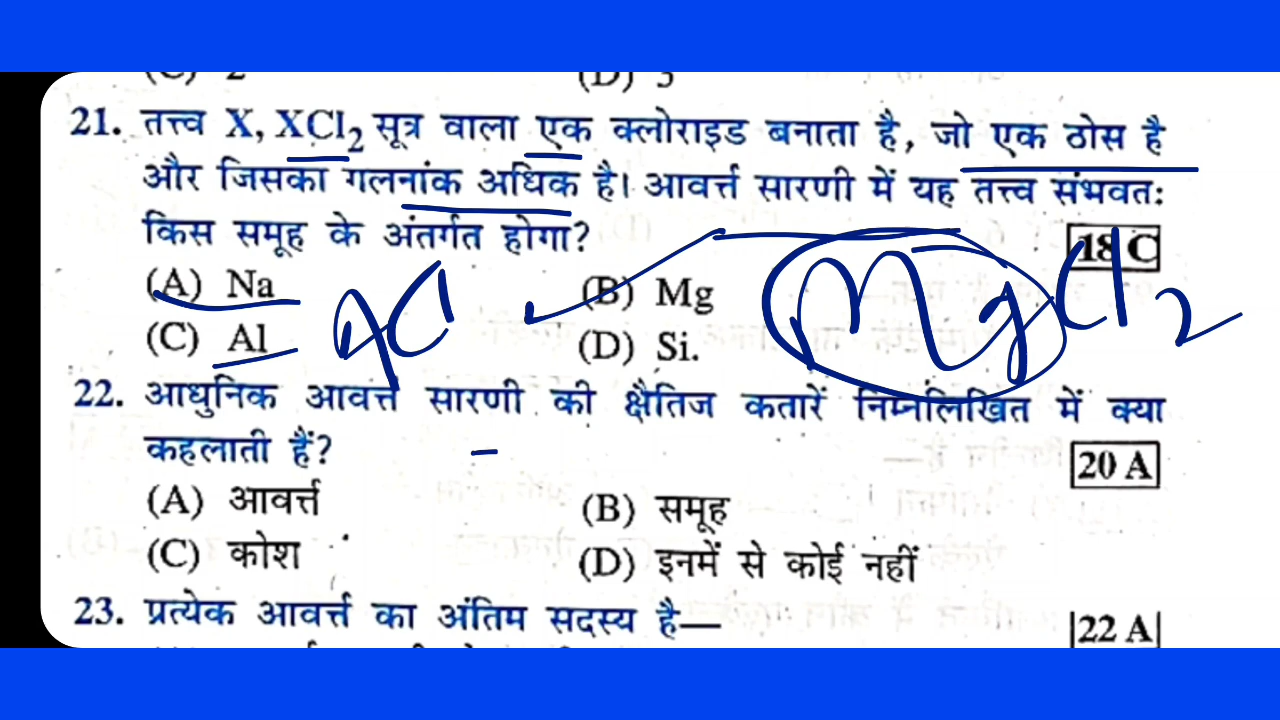 (C) 2 (D) 3
21. तत्त्व X, XCl2 सूत्र वाला एक क्लोराइड बनाता है, जो एक ठोस है
और जिसका गलनांक अधिक है। आवर्त्त सारणी में यह तत्त्व संभवतः
किस समूह के अंतर्गत होगा? 18 C
(A) Na (B) Mg
(C) Al (D) Si.
MgCl2
22. आधुनिक आवर्त्त सारणी की क्षैतिज कतारें निम्नलिखित में क्या
कहलाती हैं? 20 A
(A) आवर्त्त (B) समूह
(C) कोश (D) इनमें से कोई नहीं
23. प्रत्येक आवर्त्त का अंतिम सदस्य है— 22 A